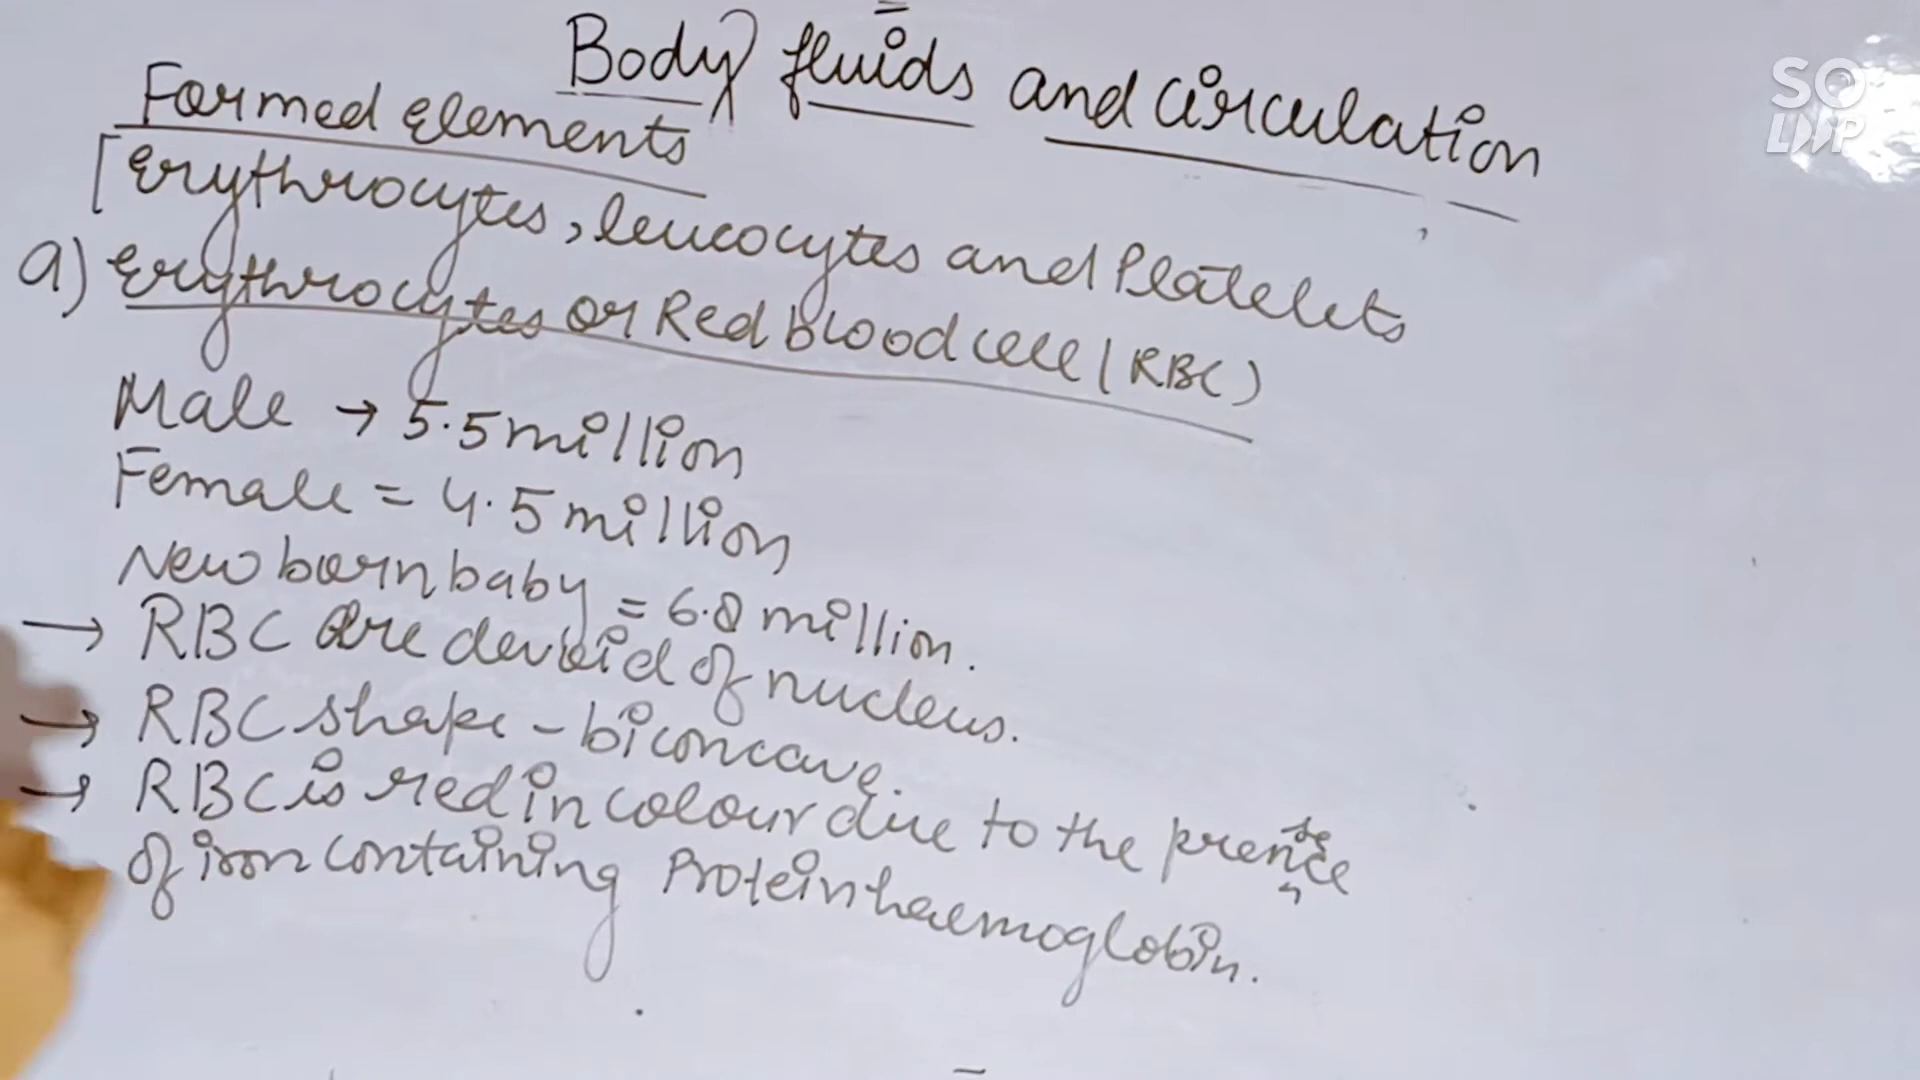 Body fluids and circulation
Formed elements
Erythrocytes, leucocytes and Platelets
a) Erythrocytes or Red blood cell (RBC)
Male → 5.5 million
Female = 4.5 million
New born baby = 6.8 million.
→ RBC are devoid of nucleus.
→ RBC shape - biconcave.
→ RBC is red in colour due to the presence
of iron containing Protein haemoglobin.
SO
LMP